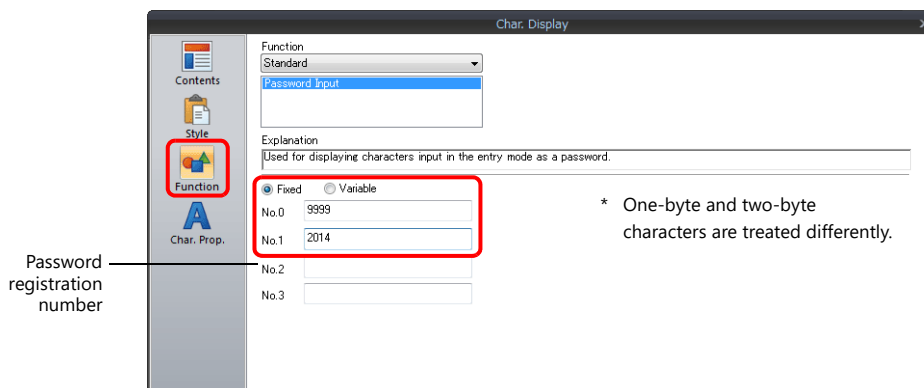 Char. Display
Contents
Style
Function
Char. Prop.
Function
Standard
Password Input
Explanation
Used for displaying characters input in the entry mode as a password.
Fixed Variable
No.0 9999
No.1 2014
No.2
No.3
Password
registration
number
* One-byte and two-byte
characters are treated differently.